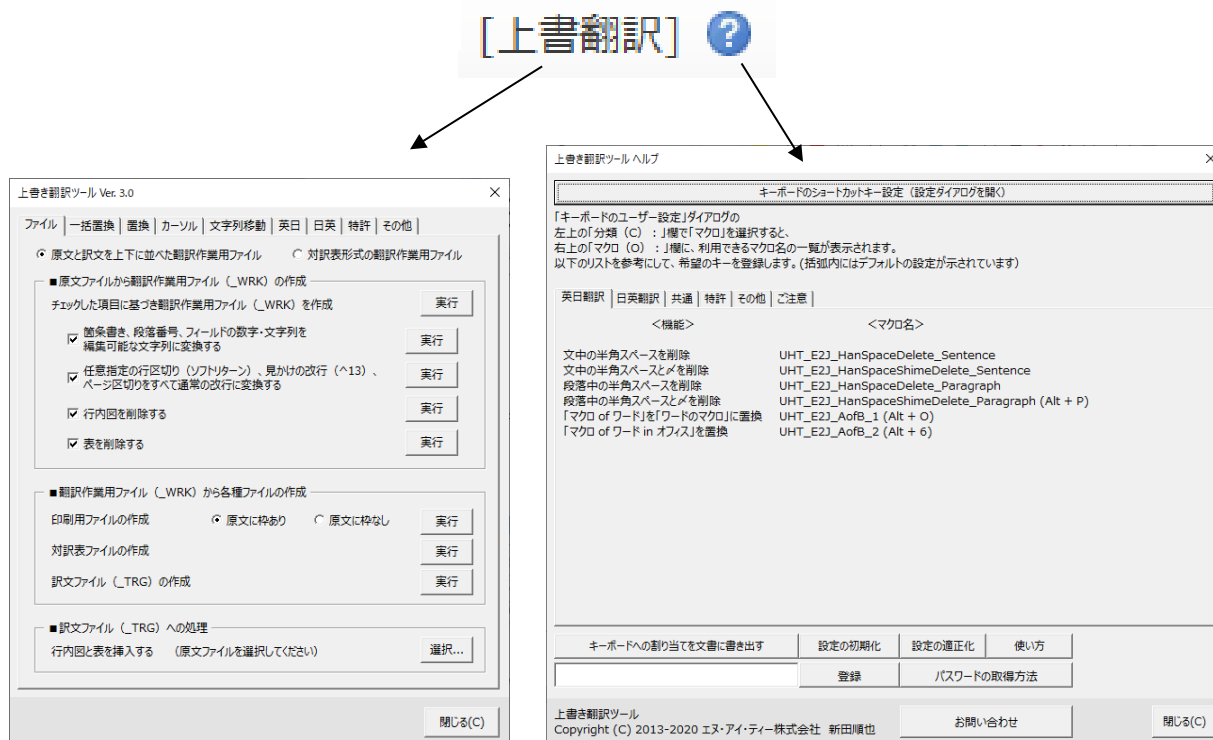 [上書翻訳] ?
上書き翻訳ツール Ver. 3.0
ファイル 一括置換 置換 カーソル 文字列移動 英日 日英 特許 その他
原文と訳文を上下に並べた翻訳作業用ファイル 対訳表形式の翻訳作業用ファイル
■原文ファイルから翻訳作業用ファイル（_WRK）の作成
チェックした項目に基づき翻訳作業用ファイル（_WRK）を作成 実行
箇条書き、段落番号、フィールドの数字・文字列を
編集可能な文字列に変換する 実行
任意指定の行区切り（ソフトリターン）、見かけの改行（^13）、
ページ区切りをすべて通常の改行に変換する 実行
行内図を削除する 実行
表を削除する 実行
■翻訳作業用ファイル（_WRK）から各種ファイルの作成
印刷用ファイルの作成 原文に枠あり 原文に枠なし 実行
対訳表ファイルの作成 実行
訳文ファイル（_TRG）の作成 実行
■訳文ファイル（_TRG）への処理
行内図と表を挿入する （原文ファイルを選択してください） 選択...
閉じる(C)
上書き翻訳ツール ヘルプ
キーボードのショートカットキー設定（設定ダイアログを開く）
「キーボードのユーザー設定」ダイアログの
左上の「分類（C）：」欄で「マクロ」を選択すると、
右上の「マクロ（O）：」欄に、利用できるマクロ名の一覧が表示されます。
以下のリストを参考にして、希望のキーを登録します。（括弧内にはデフォルトの設定が示されています）
英日翻訳 日英翻訳 共通 特許 その他 ご注意
＜機能＞ ＜マクロ名＞
文中の半角スペースを削除 UHT_E2J_HanSpaceDelete_Sentence
文中の半角スペースと〆を削除 UHT_E2J_HanSpaceShimeDelete_Sentence
段落中の半角スペースを削除 UHT_E2J_HanSpaceDelete_Paragraph
段落中の半角スペースと〆を削除 UHT_E2J_HanSpaceShimeDelete_Paragraph (Alt + P)
「マクロ of ワード」を「ワードのマクロ」に置換 UHT_E2J_AofB_1 (Alt + O)
「マクロ of ワード in オフィス」を置換 UHT_E2J_AofB_2 (Alt + 6)
キーボードへの割り当てを文書に書き出す 設定の初期化 設定の適正化 使い方
登録 パスワードの取得方法
上書き翻訳ツール
Copyright (C) 2013-2020 エヌ・アイ・ティー株式会社 新田順也 お問い合わせ 閉じる(C)